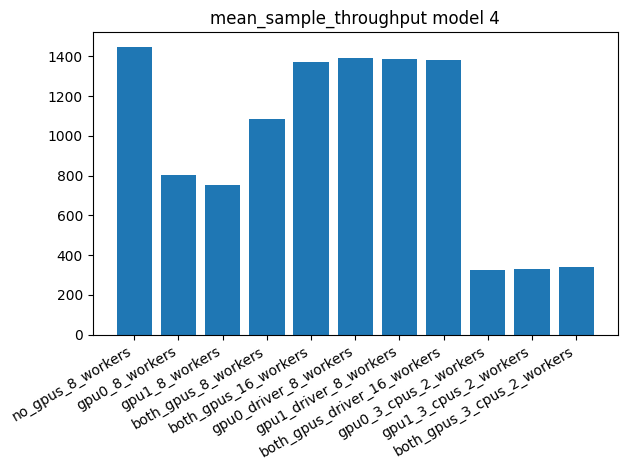 mean_sample_throughput model 4
1400
1200
1000
800
600
400
200
0
no_gpus_8_workers
gpu0_8_workers
gpu1_8_workers
both_gpus_8_workers
both_gpus_16_workers
gpu0_driver_8_workers
gpu1_driver_8_workers
both_gpus_driver_16_workers
gpu0_3_cpus_2_workers
gpu1_3_cpus_2_workers
both_gpus_3_cpus_2_workers